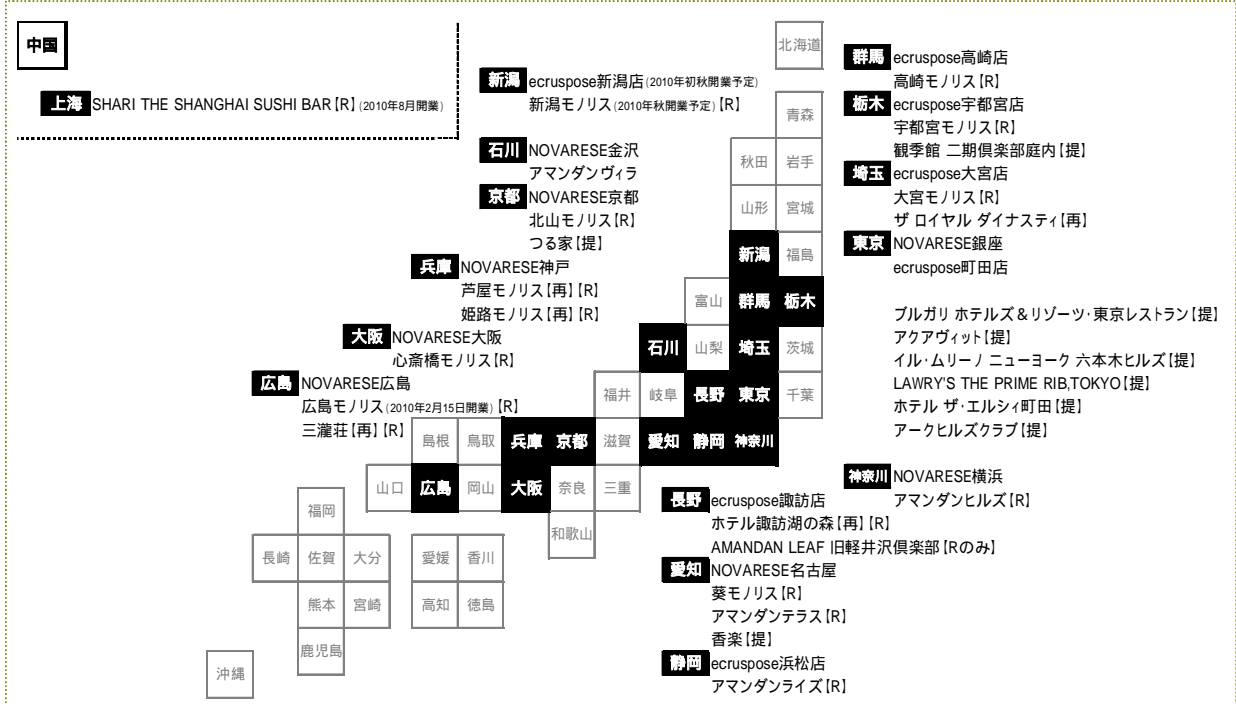 中国
上海 SHARI THE SHANGHAI SUSHI BAR【R】(2010年8月開業)
新潟 ecruspose新潟店(2010年初秋開業予定)
新潟モノリス(2010年秋開業予定)【R】
石川 NOVARESE金沢
アマンダンヴィラ
京都 NOVARESE京都
北山モノリス【R】
つる家【提】
兵庫 NOVARESE神戸
芦屋モノリス【再】【R】
姫路モノリス【再】【R】
大阪 NOVARESE大阪
心斎橋モノリス【R】
広島 NOVARESE広島
広島モノリス(2010年2月15日開業)【R】
三瀧荘【再】【R】
群馬 ecruspose高崎店
高崎モノリス【R】
栃木 ecruspose宇都宮店
宇都宮モノリス【R】
観季館 二期倶楽部庭内【提】
埼玉 ecruspose大宮店
大宮モノリス【R】
ザ ロイヤル ダイナスティ【再】
東京 NOVARESE銀座
ecruspose町田店
ブルガリ ホテルズ&リゾーツ・東京レストラン【提】
アクアヴィット【提】
イル・ムリーノ ニューヨーク 六本木ヒルズ【提】
LAWRY'S THE PRIME RIB,TOKYO【提】
ホテル ザ・エルシィ町田【提】
アークヒルズクラブ【提】
神奈川 NOVARESE横浜
アマンダンヒルズ【R】
長野 ecruspose諏訪店
ホテル諏訪湖の森【再】【R】
AMANDAN LEAF 旧軽井沢倶楽部【Rのみ】
愛知 NOVARESE名古屋
葵モノリス【R】
アマンダンテラス【R】
香楽【提】
静岡 ecruspose浜松店
アマンダンライズ【R】
北海道
青森
秋田 岩手
山形 宮城
新潟 福島
富山 群馬 栃木
石川 山梨 埼玉 茨城
福井 岐阜 長野 東京 千葉
島根 鳥取 兵庫 京都 滋賀 愛知 静岡 神奈川
山口 広島 岡山 大阪 奈良 三重
福岡 和歌山
長崎 佐賀 大分 愛媛 香川
熊本 宮崎 高知 徳島
鹿児島
沖縄